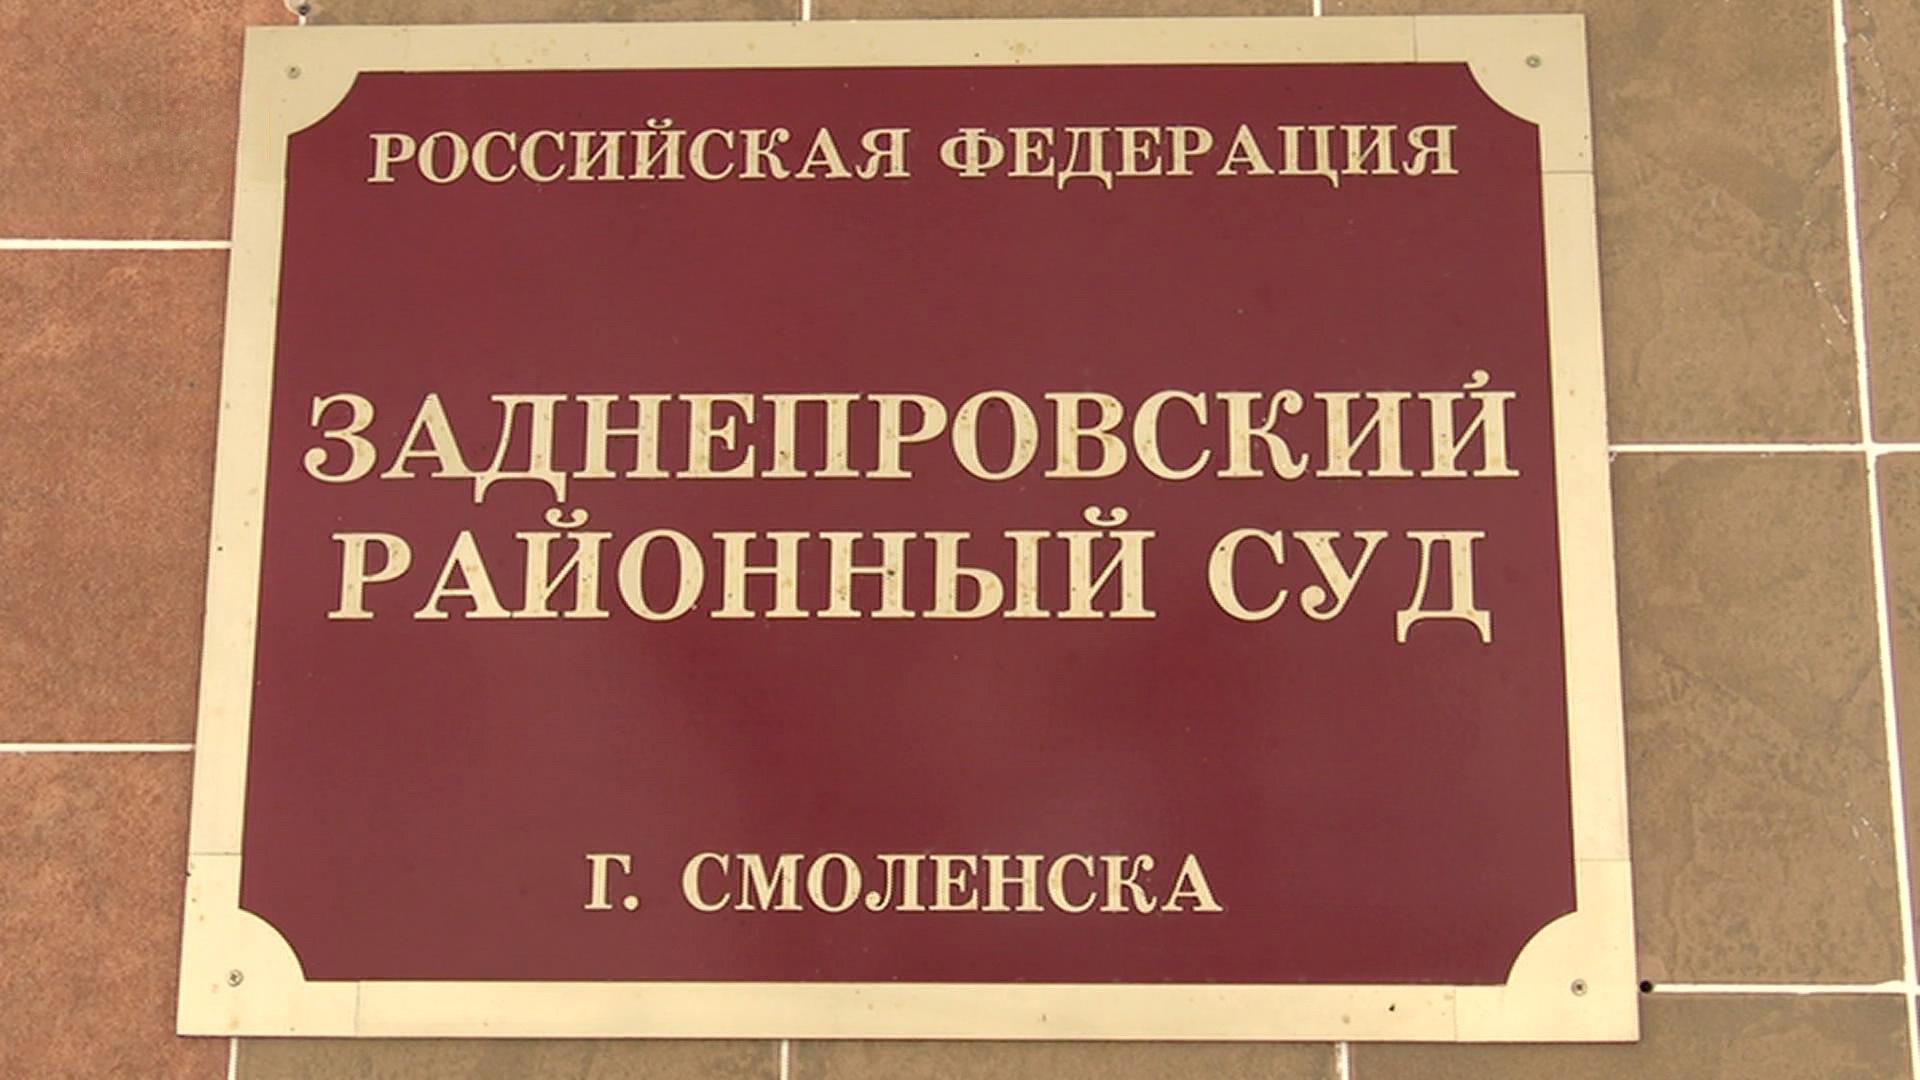 РОССИЙСКАЯ ФЕДЕРАЦИЯ
ЗАДНЕПРОВСКИЙ
РАЙОННЫЙ СУД
Г. СМОЛЕНСКА